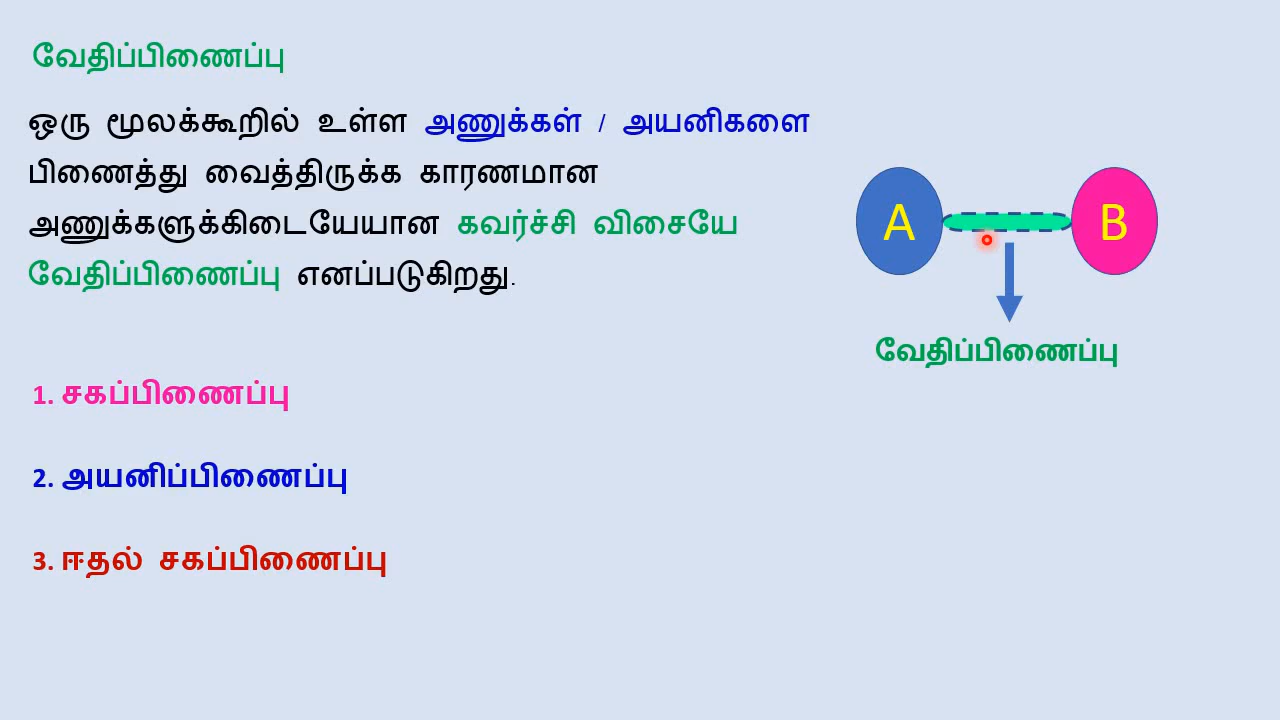 வேதிப்பிணைப்பு
ஒரு மூலக்கூறில் உள்ள அணுக்கள் / அயனிகளை
பிணைத்து வைத்திருக்க காரணமான
அணுக்களுக்கிடையேயான கவர்ச்சி விசையே
வேதிப்பிணைப்பு எனப்படுகிறது.
A B
வேதிப்பிணைப்பு
1. சகப்பிணைப்பு
2. அயனிப்பிணைப்பு
3. ஈதல் சகப்பிணைப்பு